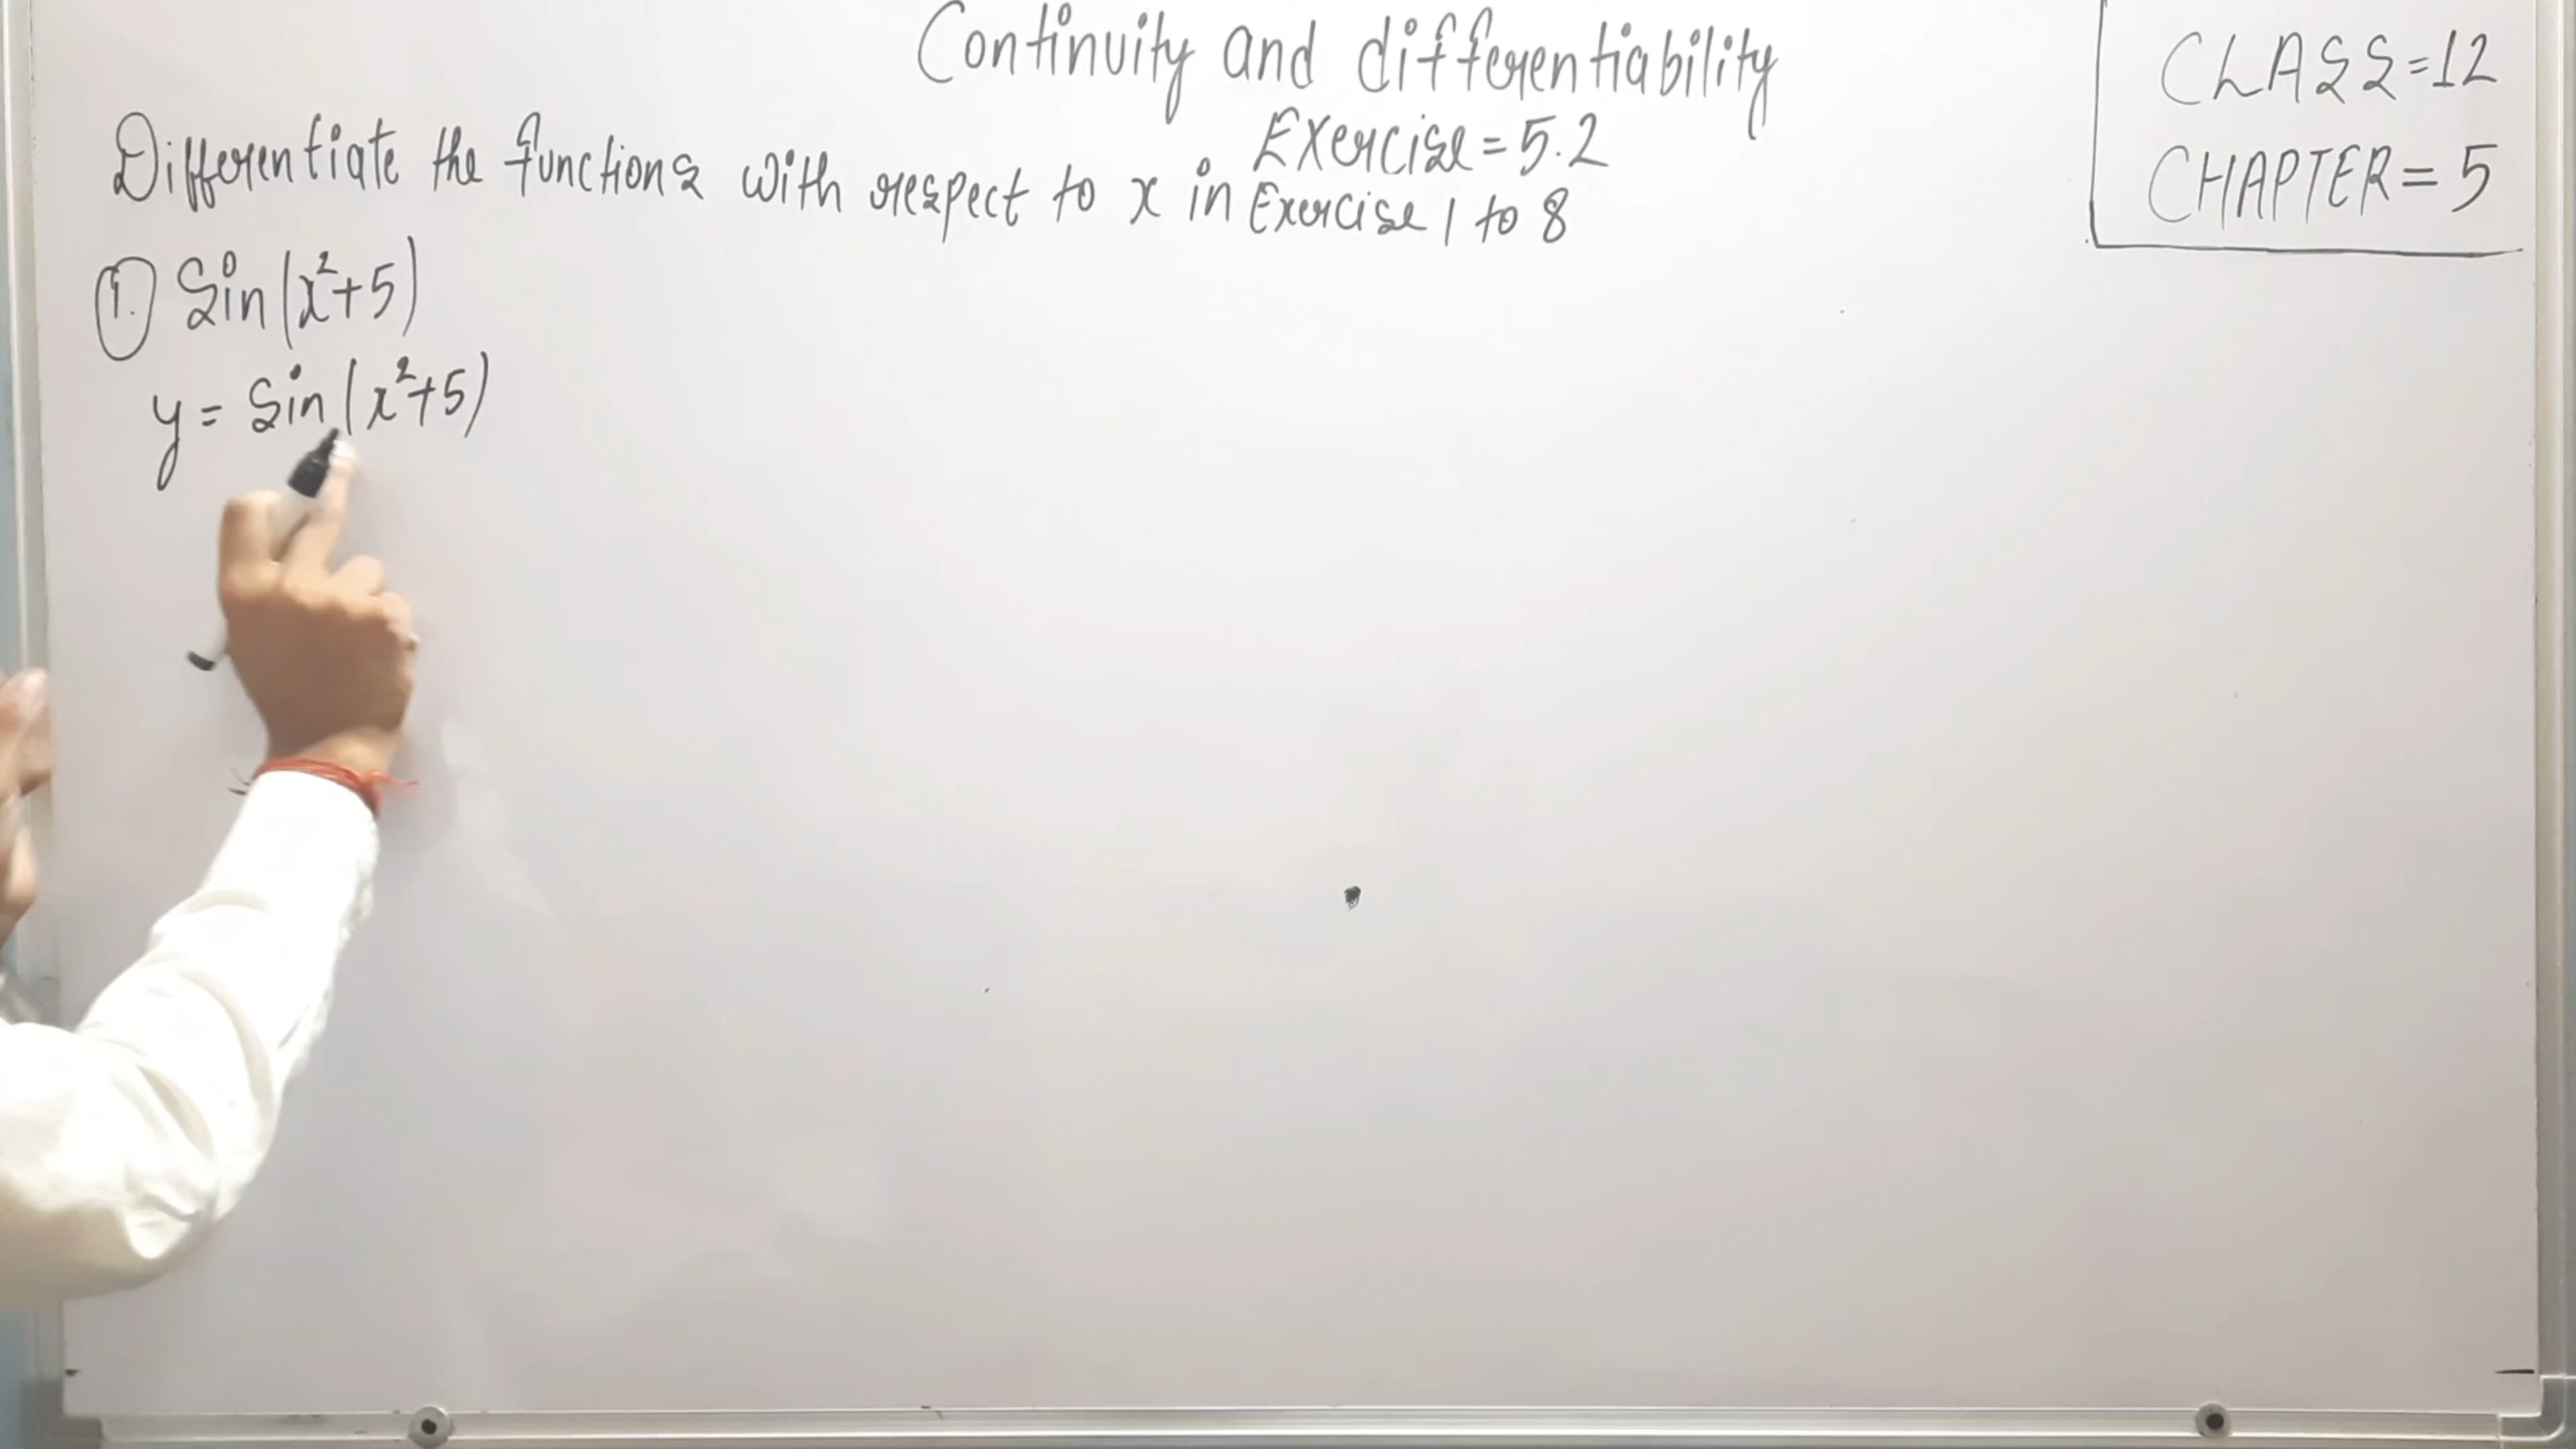 Continuity and differentiability
CLASS=12
CHAPTER=5
Exercise=5.2
Differentiate the functions with respect to x in Exercise 1 to 8
1. Sin(x²+5)
y = Sin(x²+5)